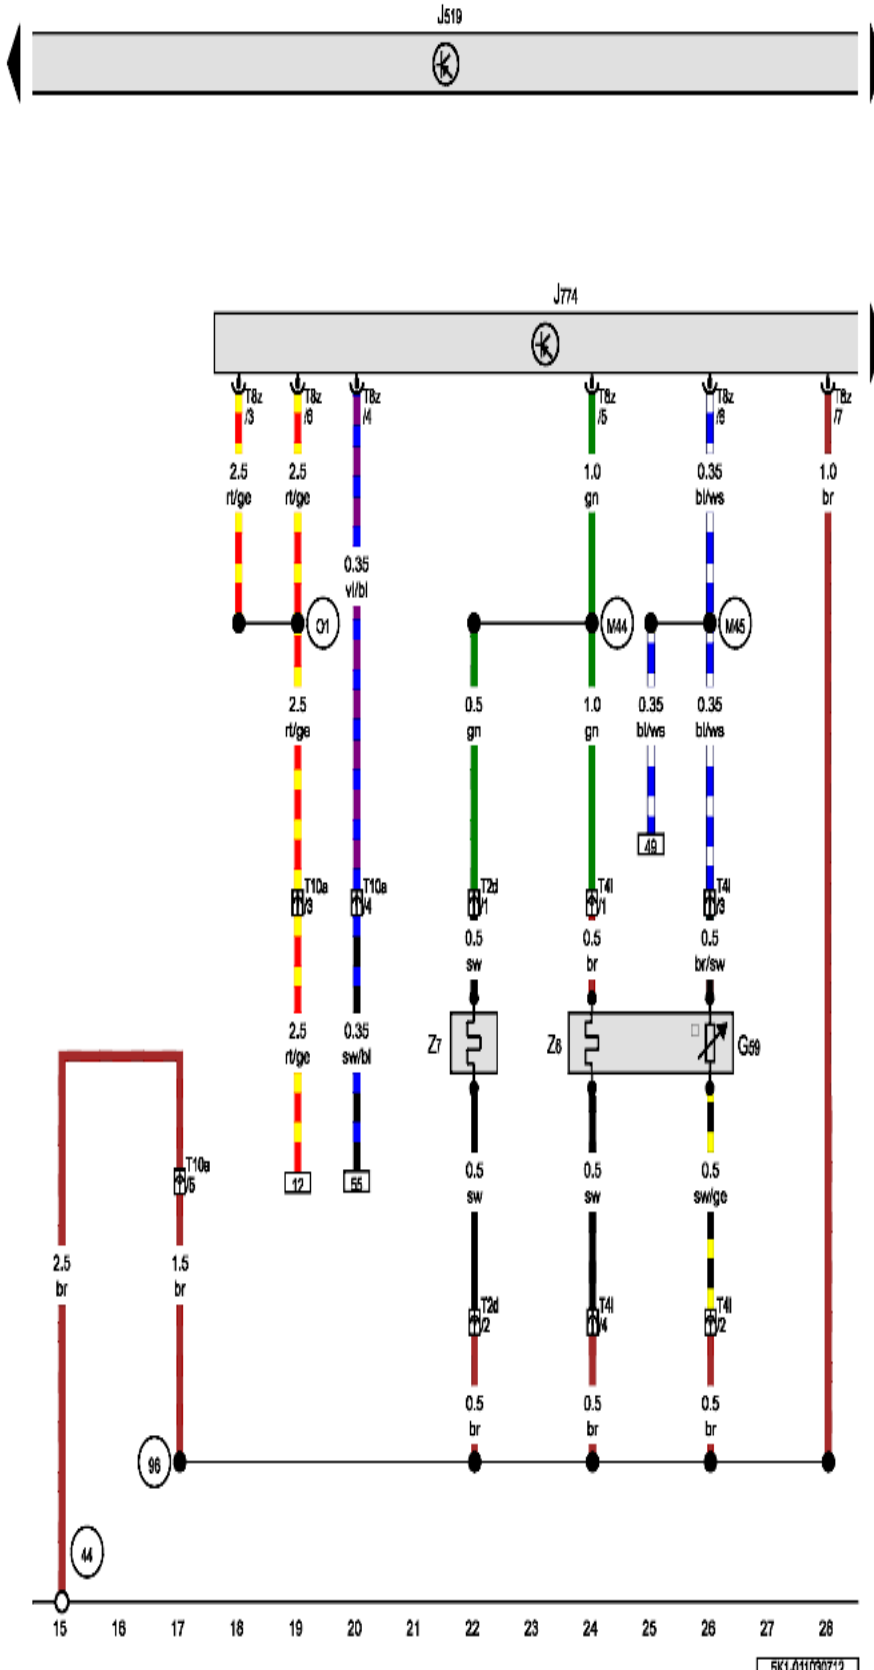 J519
J774
T8z
/3
T8z
/6
T8z
/4
T8z
/5
T8z
/8
T8z
/7
2.5
rt/ge
2.5
rt/ge
1.0
gn
0.35
bl/ws
1.0
br
0.35
vi/bl
O1
M44
M45
2.5
rt/ge
0.5
gn
1.0
gn
0.35
bl/ws
0.35
bl/ws
49
T10a
/3
T10a
/4
T2d
/1
T4l
/1
T4l
/3
0.5
sw
0.5
br
0.5
br/sw
2.5
rt/ge
0.35
sw/bl
Z7
Z8
G59
T10a
/5
12
55
0.5
sw
0.5
sw
0.5
sw/ge
2.5
br
1.5
br
T2d
/2
T4l
/4
T4l
/2
0.5
br
0.5
br
0.5
br
98
44
15 16 17 18 19 20 21 22 23 24 25 26 27 28
5K1-011030712